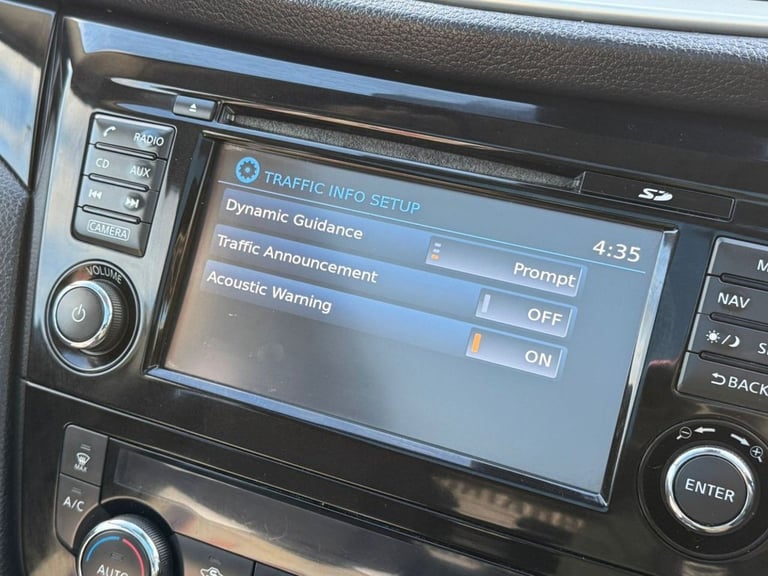 RADIO
CD AUX
CAMERA
VOLUME
TRAFFIC INFO SETUP
4:35
Dynamic Guidance
Prompt
Traffic Announcement
OFF
Acoustic Warning
ON
SD
M
NAV
S
BACK
ENTER
MAX
A/C
AUTO